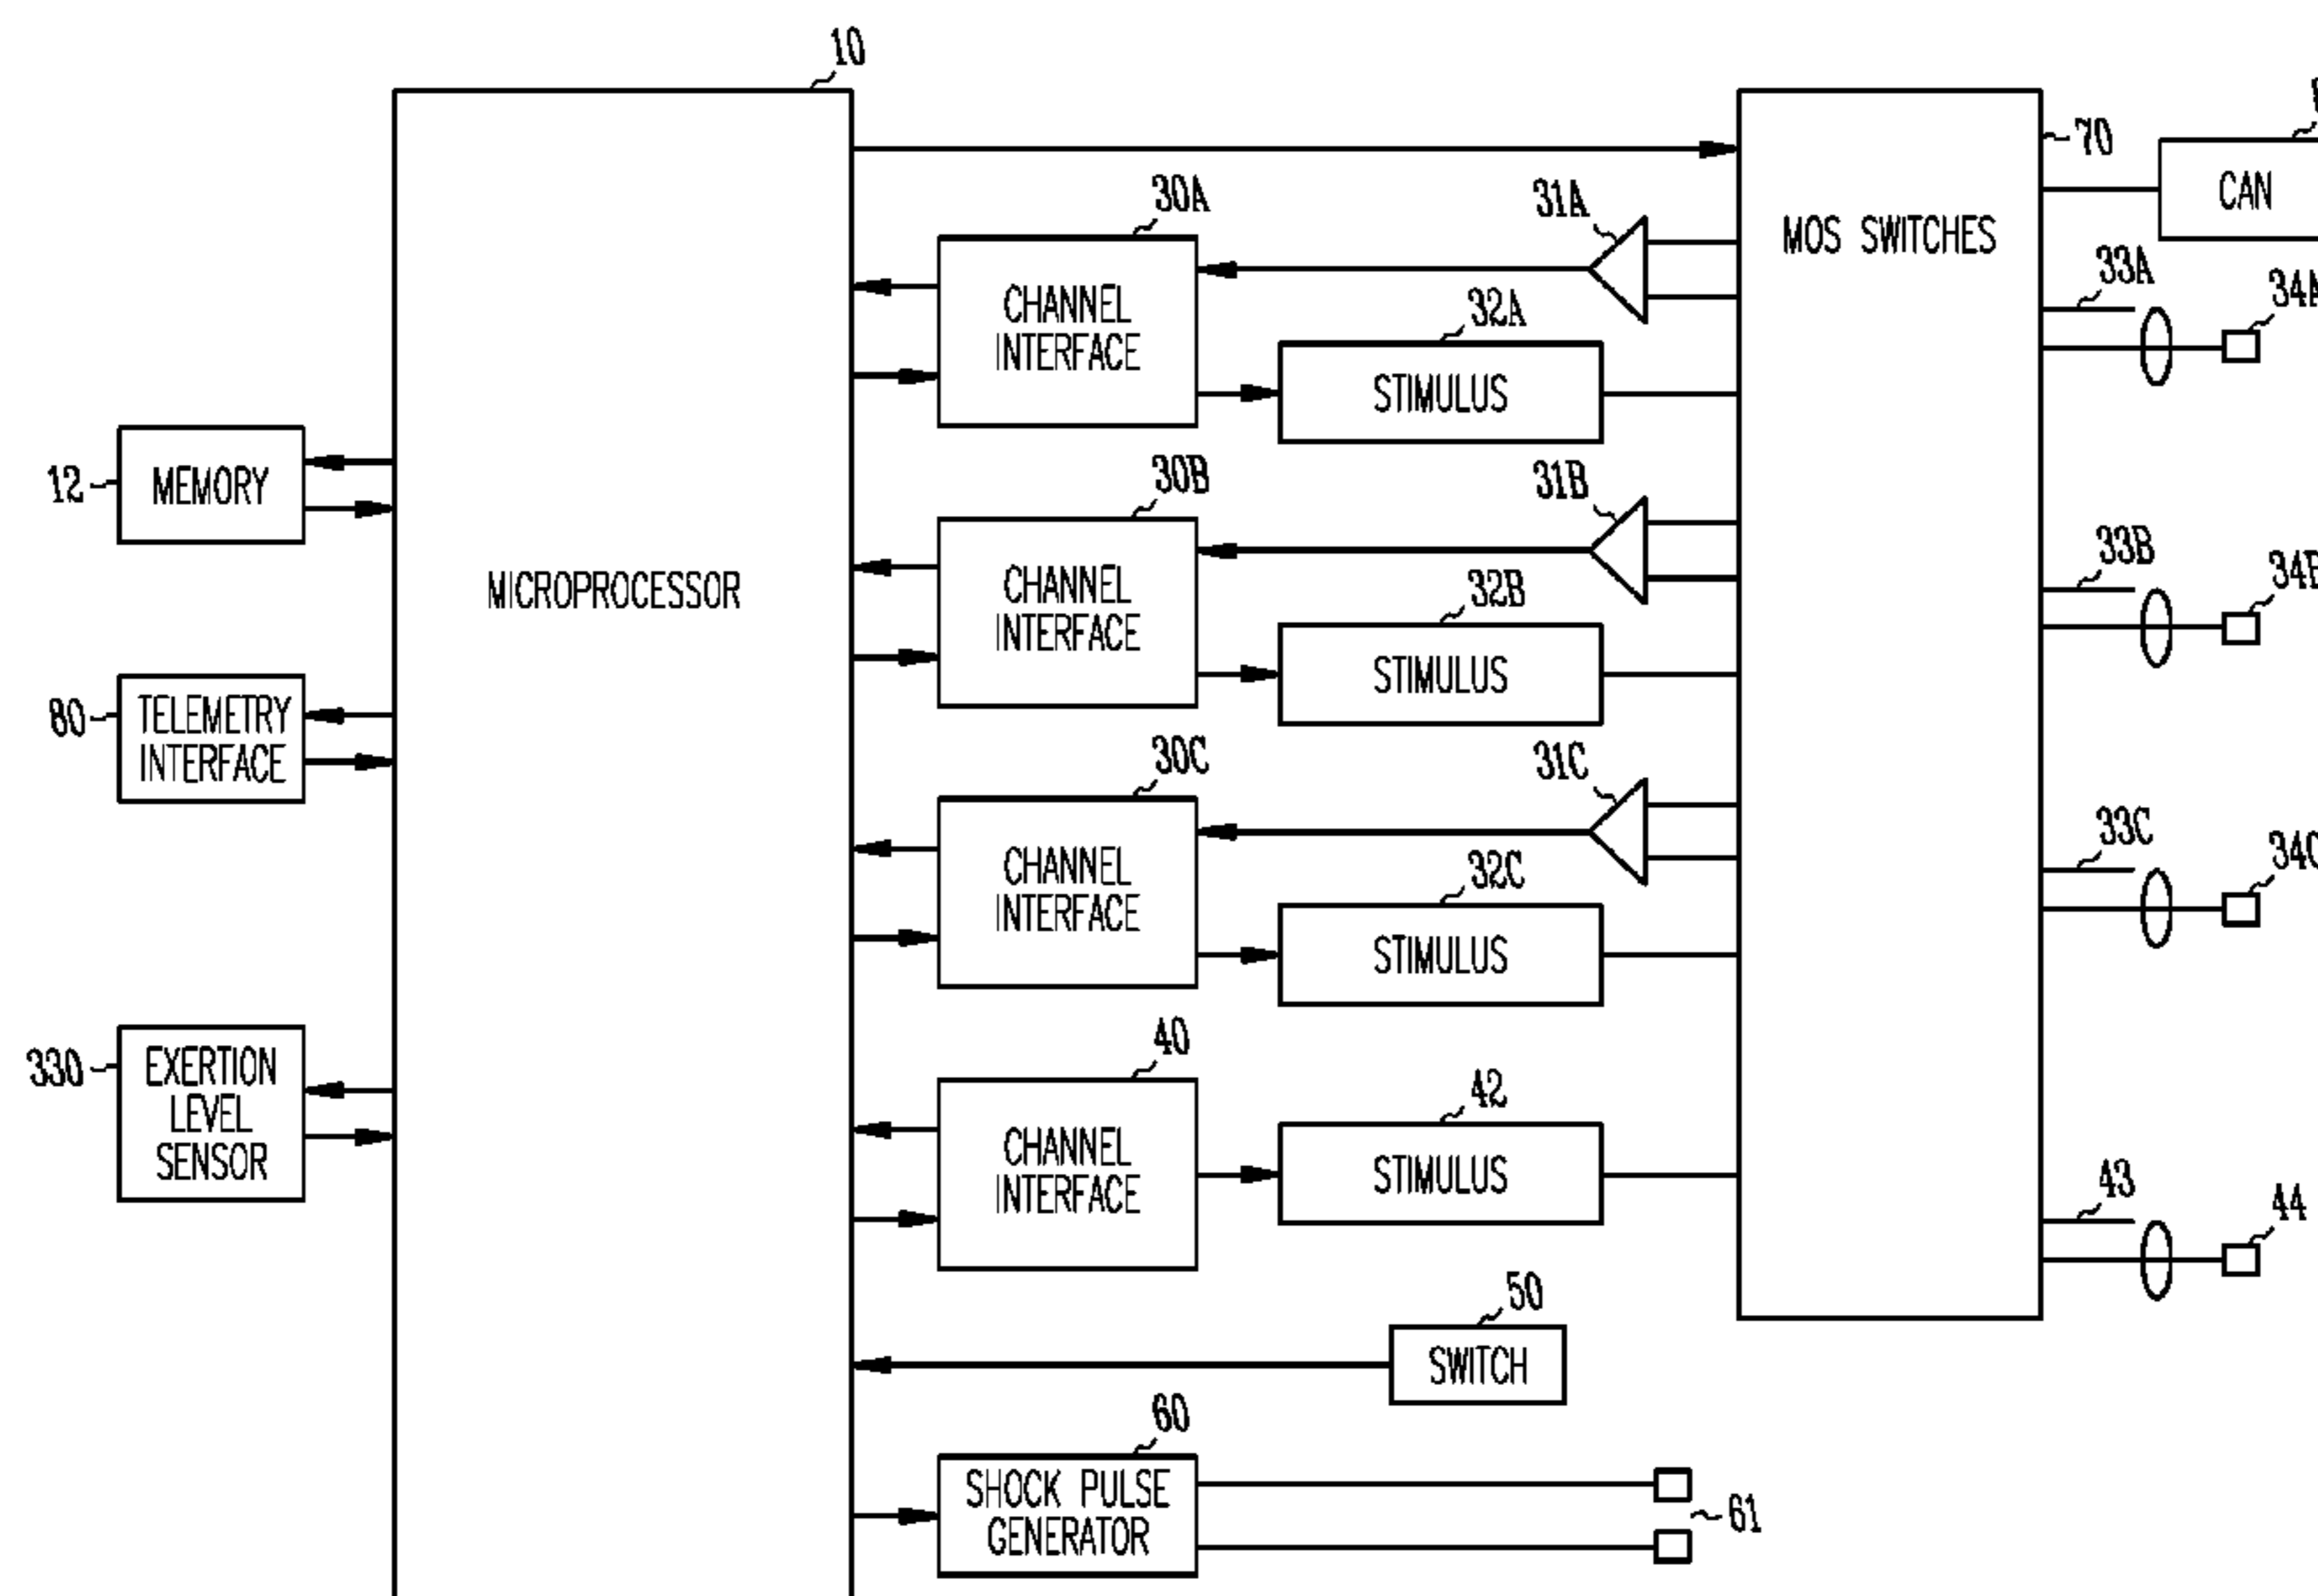 10
70
CAN
30A
31A
MOS SWITCHES
33A
CHANNEL
INTERFACE
32A
STIMULUS
12
MEMORY
30B
31B
33B
MICROPROCESSOR
CHANNEL
INTERFACE
32B
STIMULUS
80
TELEMETRY
INTERFACE
30C
31C
33C
CHANNEL
INTERFACE
32C
STIMULUS
330
EXERTION
LEVEL
SENSOR
40
42
CHANNEL
INTERFACE
STIMULUS
43
44
50
SWITCH
60
SHOCK PULSE
GENERATOR
61